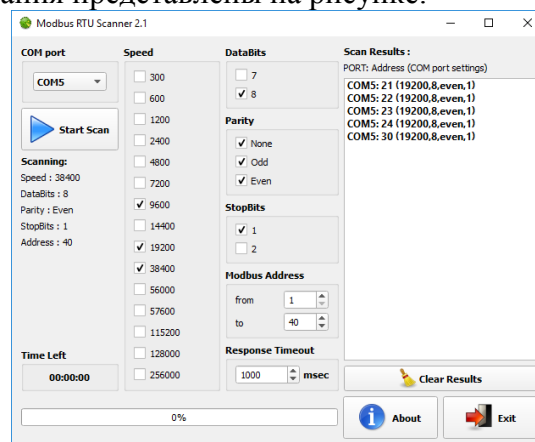 ания представлены на рисунке.
Modbus RTU Scanner 2.1
COM port
COM5
Start Scan
Scanning:
Speed : 38400
DataBits : 8
Parity : Even
StopBits : 1
Address : 40
Time Left
00:00:00
Speed
300
600
1200
2400
4800
7200
9600
14400
19200
38400
56000
57600
115200
128000
256000
DataBits
7
8
Parity
None
Odd
Even
StopBits
1
2
Modbus Address
from 1
to 40
Response Timeout
1000 msec
Scan Results :
PORT: Address (COM port settings)
COM5: 21 (19200,8,even,1)
COM5: 22 (19200,8,even,1)
COM5: 23 (19200,8,even,1)
COM5: 24 (19200,8,even,1)
COM5: 30 (19200,8,even,1)
Clear Results
0%
About
Exit